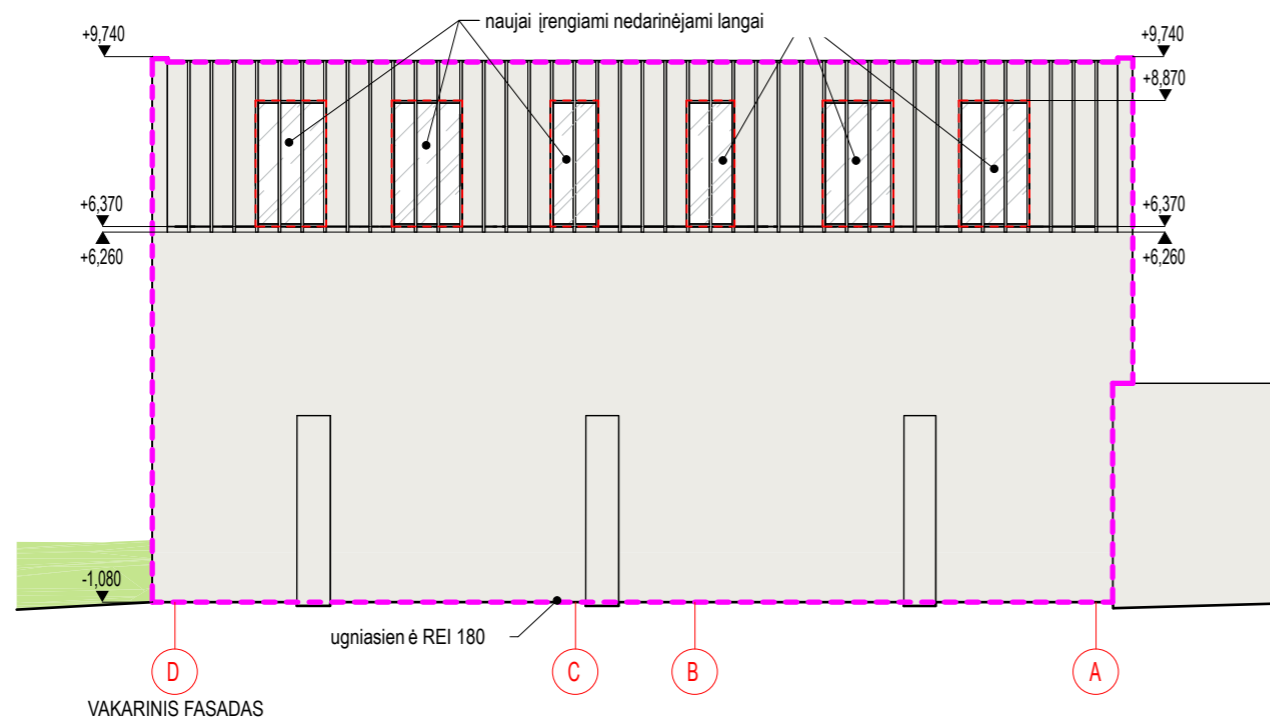 naujai įrengiami nedarinėjami langai
+9,740
+9,740
+8,870
+6,370
+6,370
+6,260
+6,260
-1,080
ugniasienė REI 180
D
C
B
A
VAKARINIS FASADAS